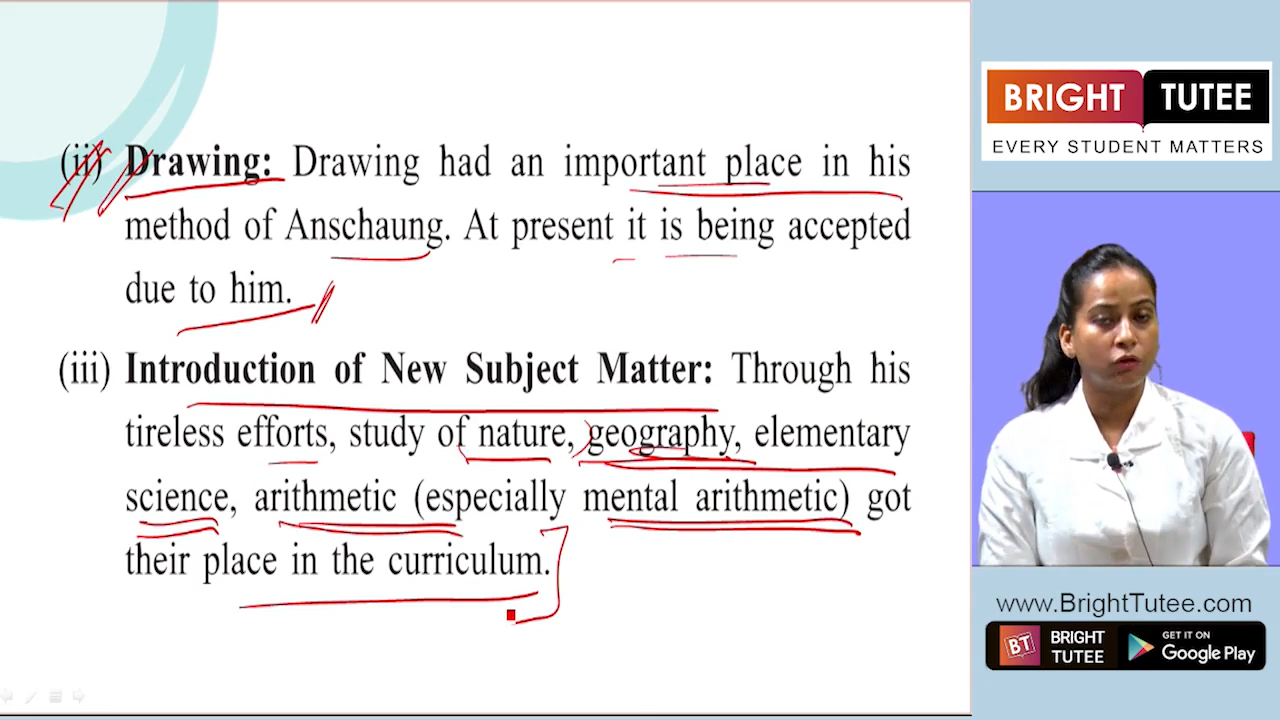 (ii) Drawing: Drawing had an important place in his
method of Anschaung. At present it is being accepted
due to him.
(iii) Introduction of New Subject Matter: Through his
tireless efforts, study of nature, geography, elementary
science, arithmetic (especially mental arithmetic) got
their place in the curriculum.
BRIGHT TUTEE
EVERY STUDENT MATTERS
www.BrightTutee.com
BT BRIGHT TUTEE
GET IT ON
Google Play